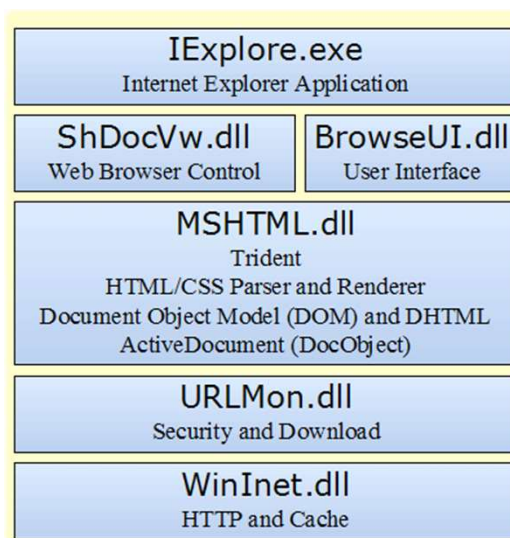 IExplore.exe
Internet Explorer Application
ShDocVw.dll
Web Browser Control
BrowseUI.dll
User Interface
MSHTML.dll
Trident
HTML/CSS Parser and Renderer
Document Object Model (DOM) and DHTML
ActiveDocument (DocObject)
URLMon.dll
Security and Download
WinInet.dll
HTTP and Cache